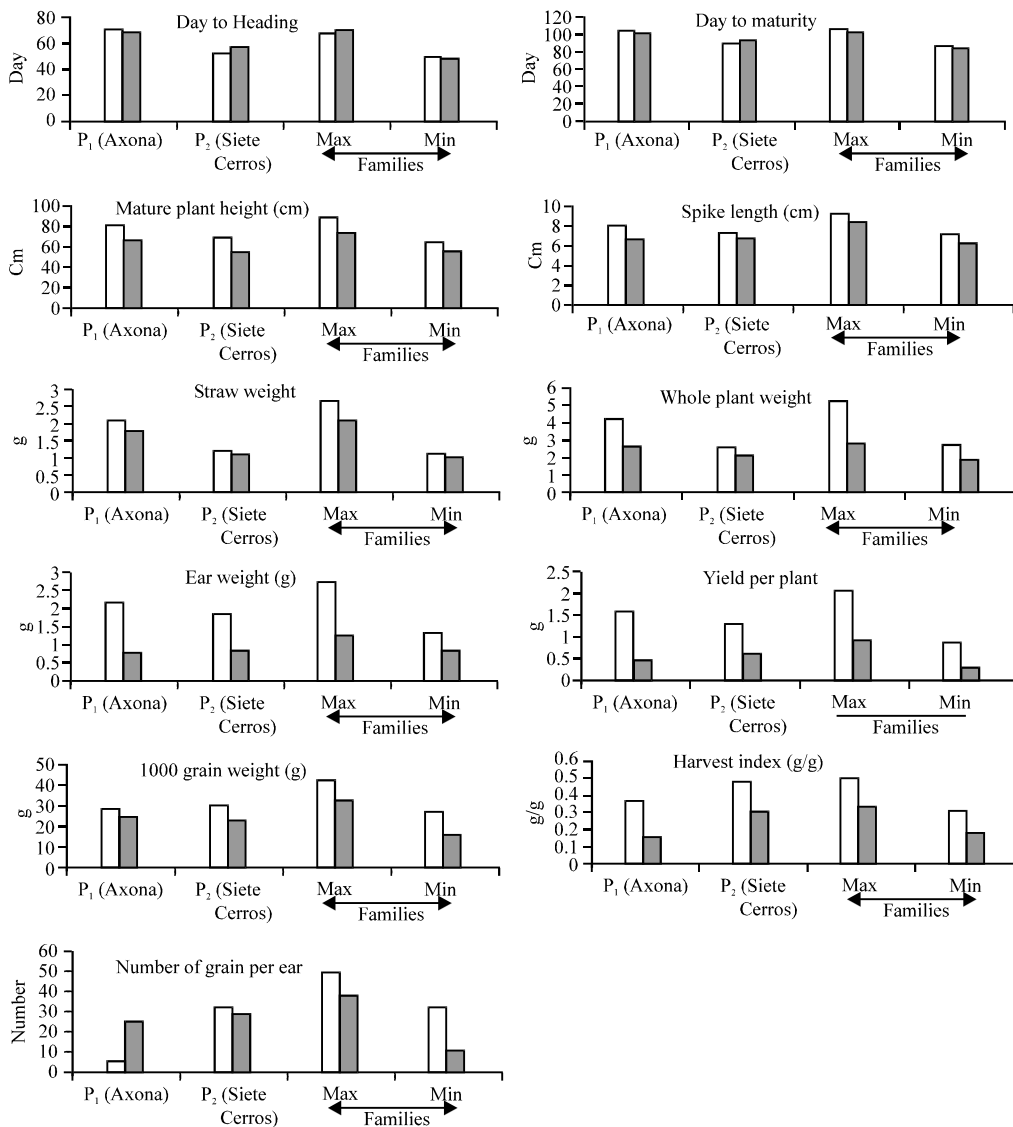 Day to Heading
Day
80
60
40
20
0
P₁ (Axona)
P₂ (Siete
Cerros)
Max
Min
Families
Day to maturity
Day
120
100
80
60
40
20
0
P₁ (Axona)
P₂ (Siete
Cerros)
Max
Min
Families
Mature plant height (cm)
Cm
100
80
60
40
20
0
P₁ (Axona)
P₂ (Siete
Cerros)
Max
Min
Families
Spike length (cm)
Cm
10
8
6
4
2
0
P₁ (Axona)
P₂ (Siete
Cerros)
Max
Min
Families
Straw weight
g
3
2.5
2
1.5
1
0.5
0
P₁ (Axona)
P₂ (Siete
Cerros)
Max
Min
Families
Whole plant weight
g
6
5
4
3
2
1
0
P₁ (Axona)
P₂ (Siete
Cerros)
Max
Min
Families
Ear weight (g)
g
3
2.5
2
1.5
1
0.5
0
P₁ (Axona)
P₂ (Siete
Cerros)
Max
Min
Families
Yield per plant
g
2.5
2
1.5
1
0.5
0
P₁ (Axona)
P₂ (Siete
Cerros)
Max
Min
Families
1000 grain weight (g)
g
50
40
30
20
10
0
P₁ (Axona)
P₂ (Siete
Cerros)
Max
Min
Families
Harvest index (g/g)
g/g
0.6
0.5
0.4
0.3
0.2
0.1
0
P₁ (Axona)
P₂ (Siete
Cerros)
Max
Min
Families
Number of grain per ear
Number
60
50
40
30
20
10
0
P₁ (Axona)
P₂ (Siete
Cerros)
Max
Min
Families